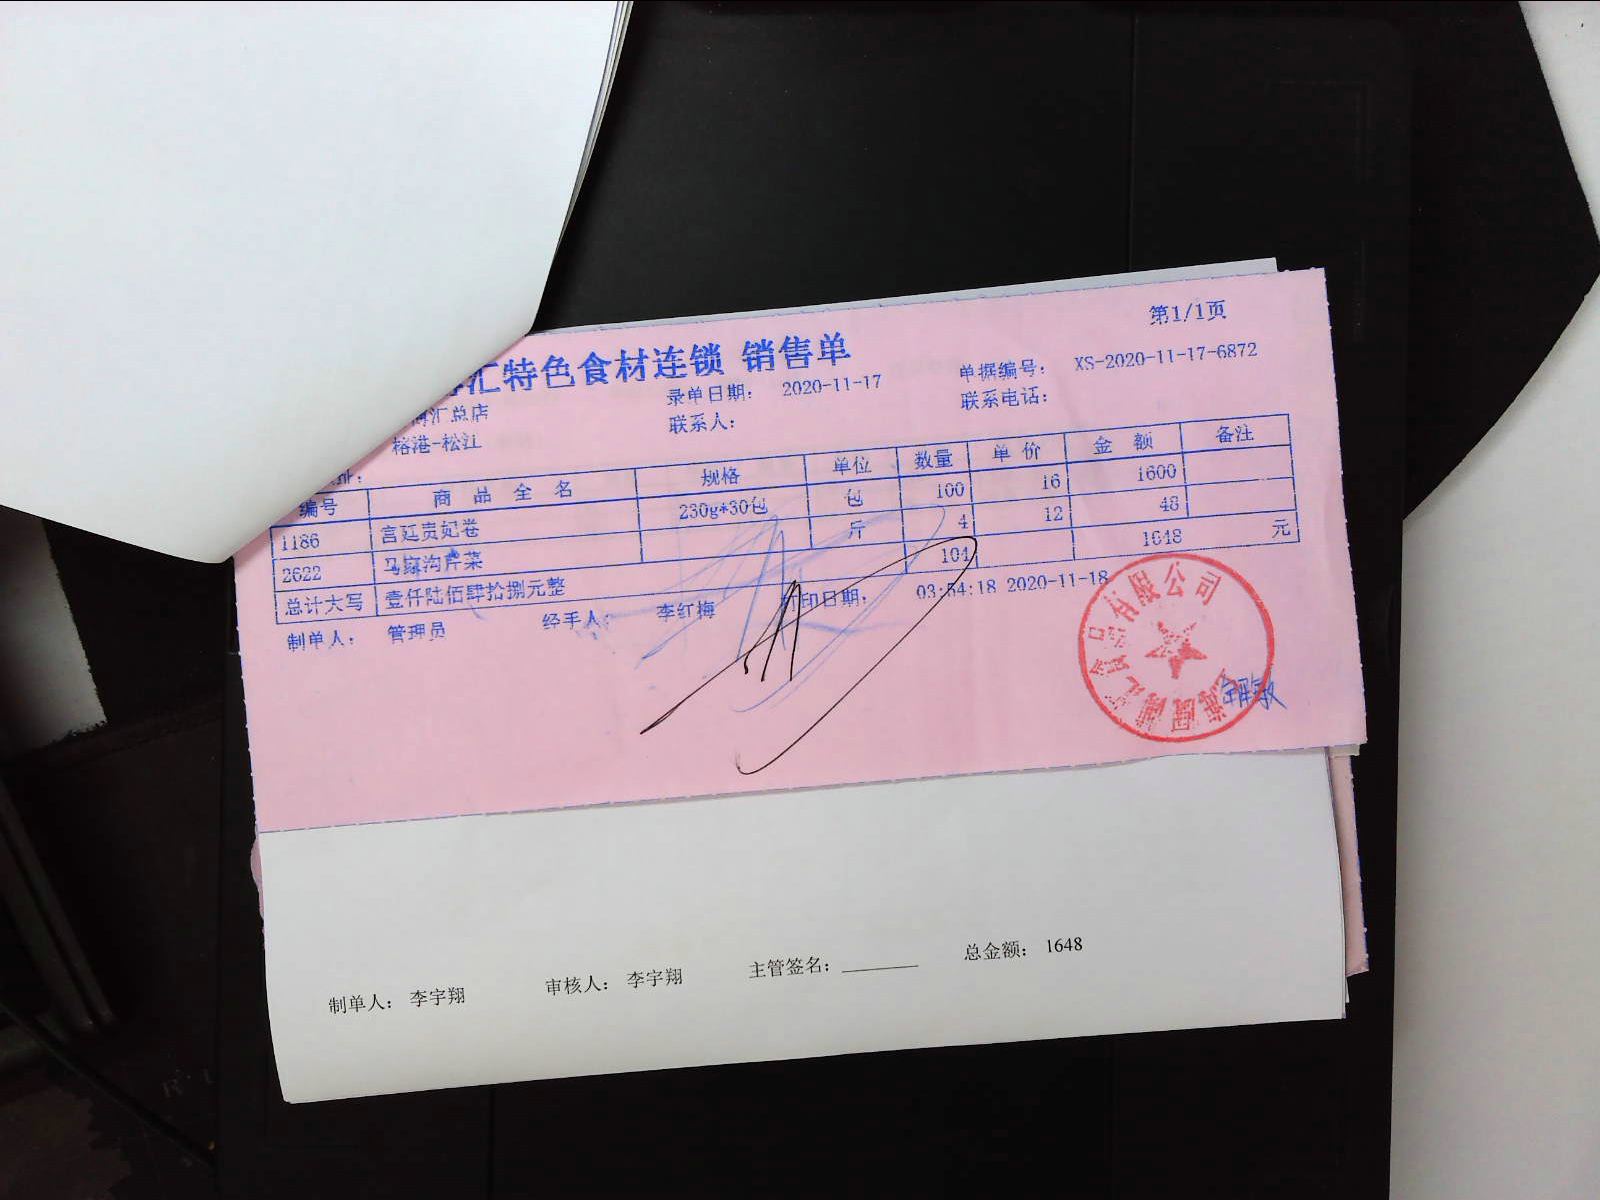 第1/1页
汇特色食材连锁 销售单
汇总店 录单日期： 2020-11-17 单据编号： XS-2020-11-17-6872
榕港-松江 联系人： 联系电话：
址：
编号 商 品 全 名 规格 单位 数量 单 价 金 额 备注
1186 宫廷贵妃卷 230g*30包 包 100 16 1600
2622 马家沟芹菜 斤 4 12 48
总计大写 壹仟陆佰肆拾捌元整 104 1648 元
制单人： 管理员 经手人： 李红梅 打印日期： 03:54:18 2020-11-18
食品有限公司
制单人： 李宇翔 审核人： 李宇翔 主管签名： 总金额： 1648